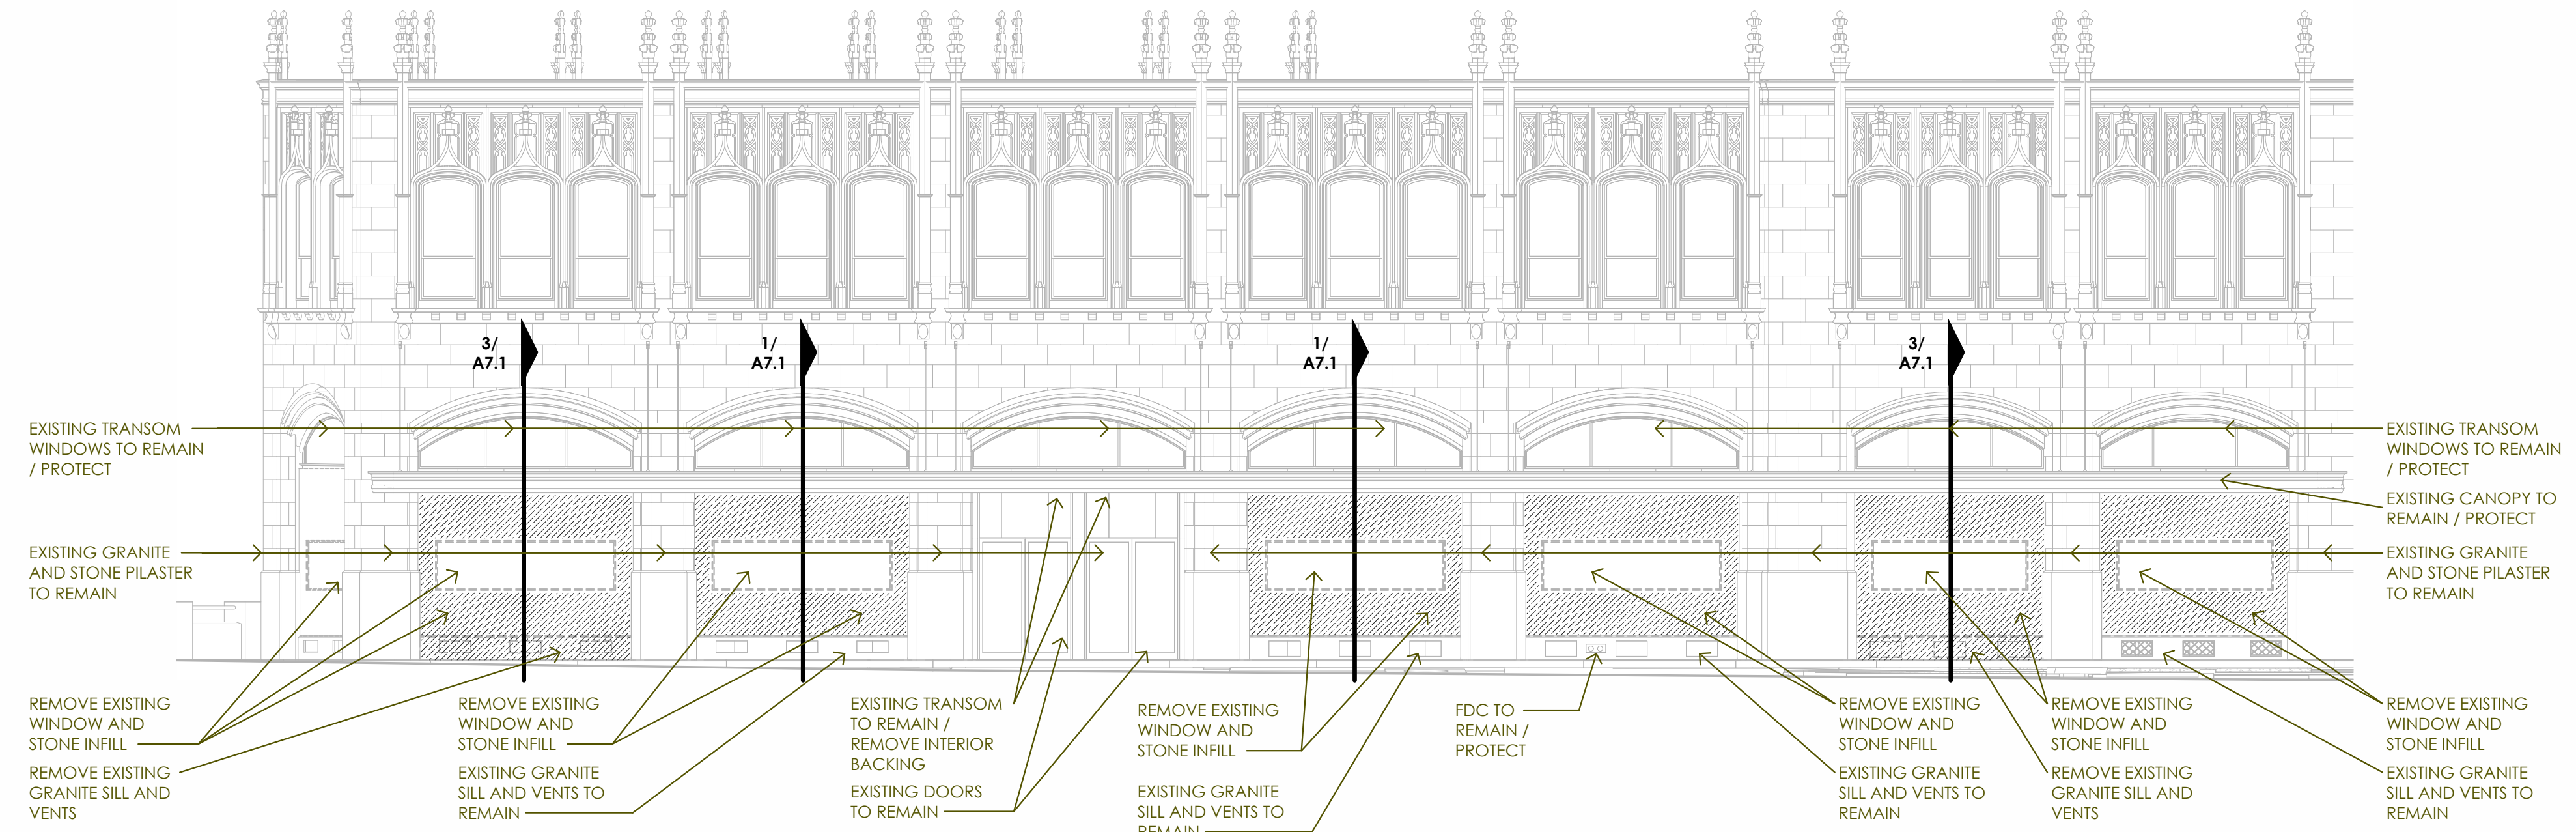 3/
A7.1
1/
A7.1
1/
A7.1
3/
A7.1
EXISTING TRANSOM
WINDOWS TO REMAIN
/ PROTECT
EXISTING GRANITE
AND STONE PILASTER
TO REMAIN
EXISTING TRANSOM
WINDOWS TO REMAIN
/ PROTECT
EXISTING CANOPY TO
REMAIN / PROTECT
EXISTING GRANITE
AND STONE PILASTER
TO REMAIN
REMOVE EXISTING
WINDOW AND
STONE INFILL
REMOVE EXISTING
GRANITE SILL AND
VENTS
REMOVE EXISTING
WINDOW AND
STONE INFILL
EXISTING GRANITE
SILL AND VENTS TO
REMAIN
EXISTING TRANSOM
TO REMAIN /
REMOVE INTERIOR
BACKING
EXISTING DOORS
TO REMAIN
REMOVE EXISTING
WINDOW AND
STONE INFILL
EXISTING GRANITE
SILL AND VENTS TO
REMAIN
FDC TO
REMAIN /
PROTECT
REMOVE EXISTING
WINDOW AND
STONE INFILL
EXISTING GRANITE
SILL AND VENTS TO
REMAIN
REMOVE EXISTING
WINDOW AND
STONE INFILL
REMOVE EXISTING
GRANITE SILL AND
VENTS
REMOVE EXISTING
WINDOW AND
STONE INFILL
EXISTING GRANITE
SILL AND VENTS TO
REMAIN